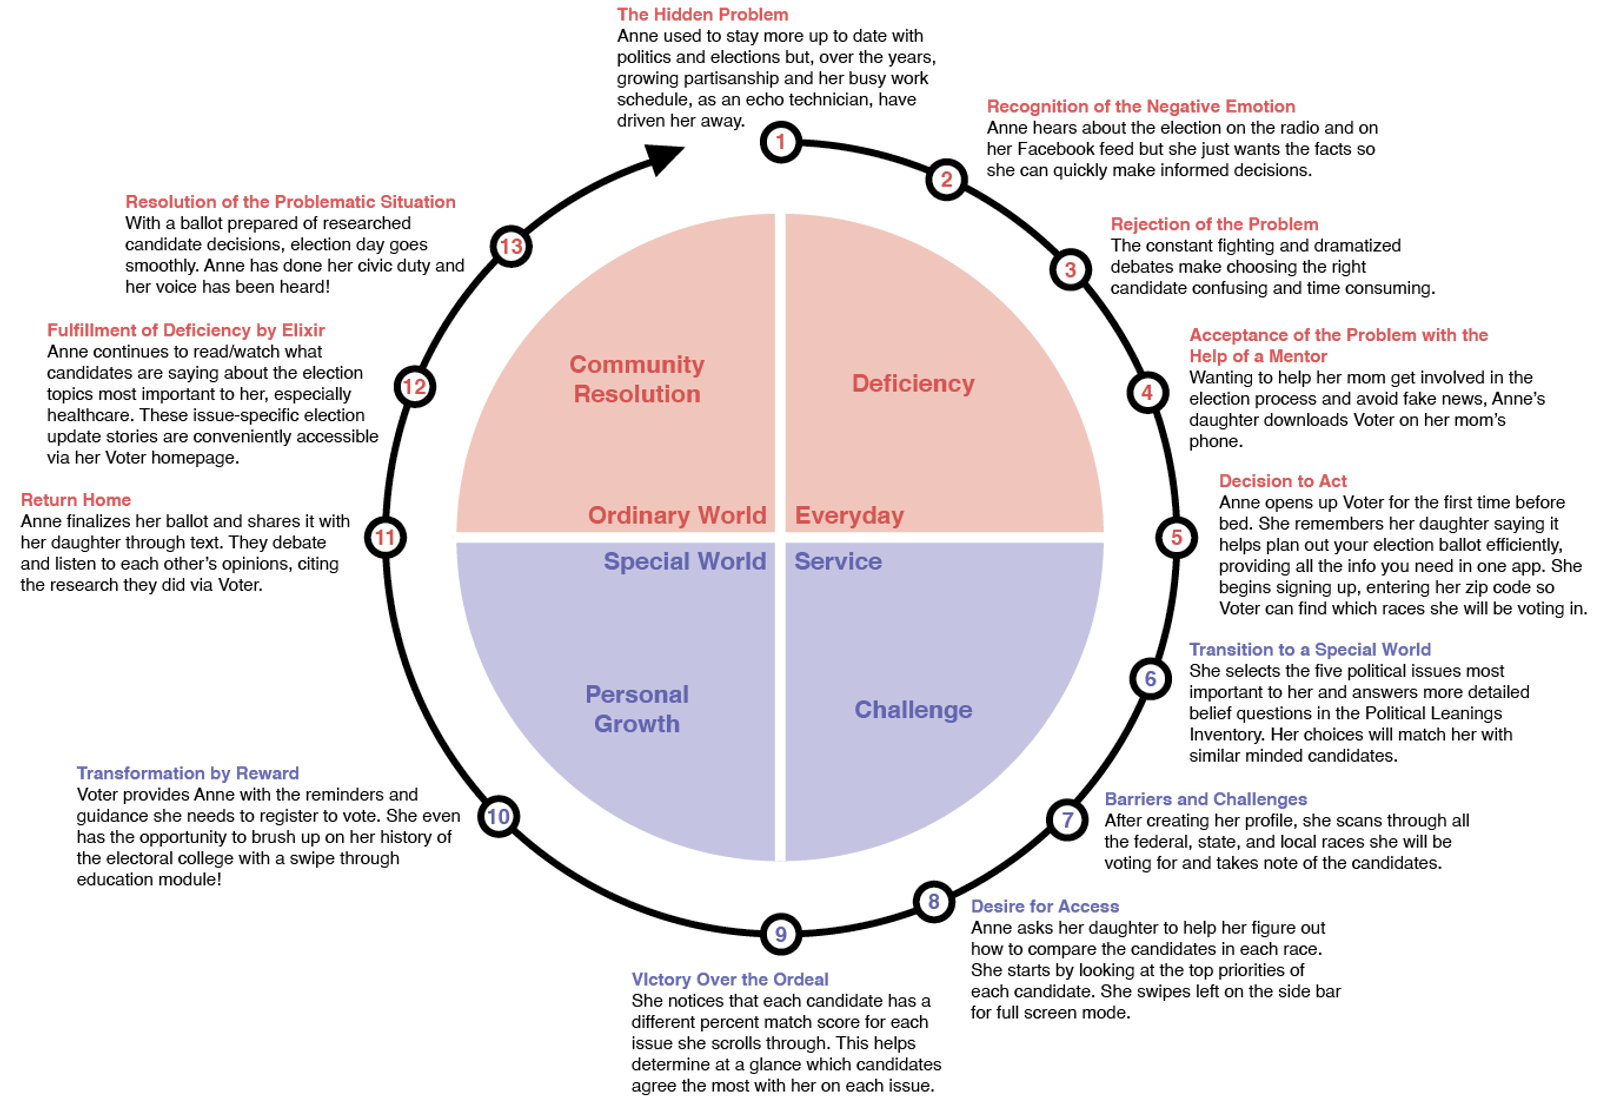 The Hidden Problem
Anne used to stay more up to date with
politics and elections but, over the years,
growing partisanship and her busy work
schedule, as an echo technician, have
driven her away.
1
Recognition of the Negative Emotion
Anne hears about the election on the radio and on
her Facebook feed but she just wants the facts so
she can quickly make informed decisions.
2
Rejection of the Problem
The constant fighting and dramatized
debates make choosing the right
candidate confusing and time consuming.
3
Acceptance of the Problem with the
Help of a Mentor
Wanting to help her mom get involved in the
election process and avoid fake news, Anne’s
daughter downloads Voter on her mom’s
phone.
4
Decision to Act
Anne opens up Voter for the first time before
bed. She remembers her daughter saying it
helps plan out your election ballot efficiently,
providing all the info you need in one app. She
begins signing up, entering her zip code so
Voter can find which races she will be voting in.
5
Transition to a Special World
She selects the five political issues most
important to her and answers more detailed
belief questions in the Political Leanings
Inventory. Her choices will match her with
similar minded candidates.
6
Barriers and Challenges
After creating her profile, she scans through all
the federal, state, and local races she will be
voting for and takes note of the candidates.
7
Desire for Access
Anne asks her daughter to help her figure out
how to compare the candidates in each race.
She starts by looking at the top priorities of
each candidate. She swipes left on the side bar
for full screen mode.
8
VIctory Over the Ordeal
She notices that each candidate has a
different percent match score for each
issue she scrolls through. This helps
determine at a glance which candidates
agree the most with her on each issue.
9
Transformation by Reward
Voter provides Anne with the reminders and
guidance she needs to register to vote. She even
has the opportunity to brush up on her history of
the electoral college with a swipe through
education module!
10
Return Home
Anne finalizes her ballot and shares it with
her daughter through text. They debate
and listen to each other’s opinions, citing
the research they did via Voter.
11
Fulfillment of Deficiency by Elixir
Anne continues to read/watch what
candidates are saying about the election
topics most important to her, especially
healthcare. These issue-specific election
update stories are conveniently accessible
via her Voter homepage.
12
Resolution of the Problematic Situation
With a ballot prepared of researched
candidate decisions, election day goes
smoothly. Anne has done her civic duty and
her voice has been heard!
13
Community
Resolution
Deficiency
Ordinary World
Everyday
Special World
Service
Personal
Growth
Challenge